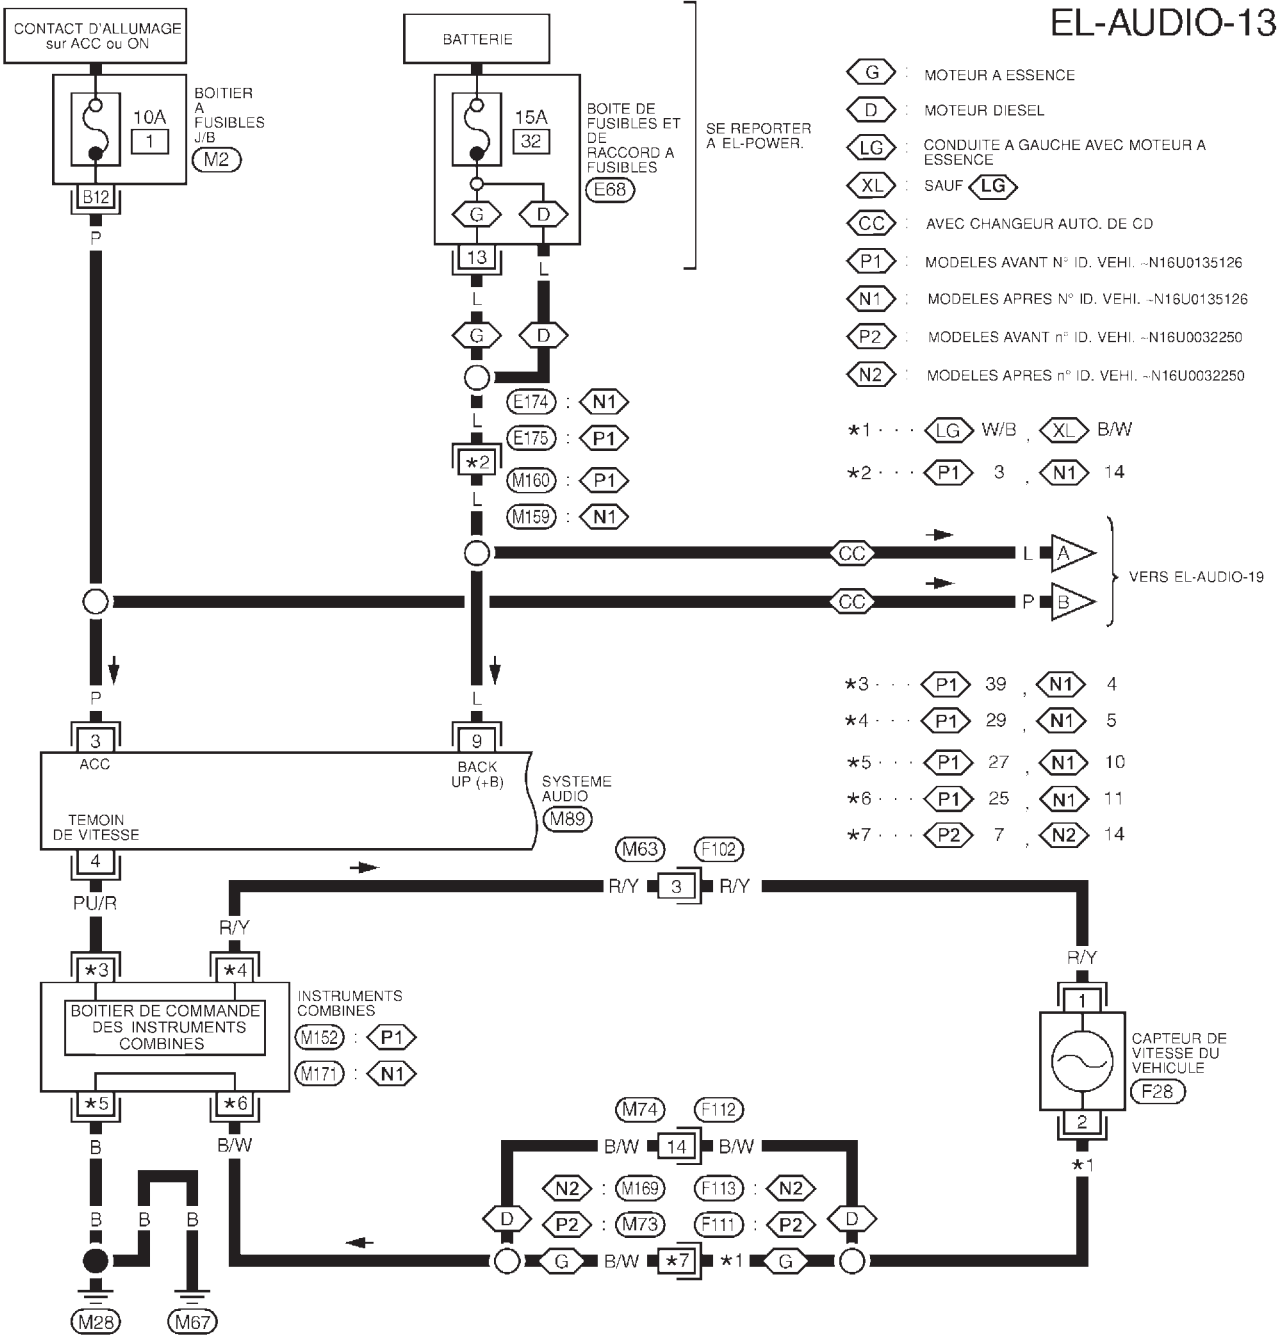 EL-AUDIO-13
CONTACT D'ALLUMAGE
sur ACC ou ON
BATTERIE
10A
1
BOITIER
A
FUSIBLES
J/B
M2
B12
P
15A
32
BOITE DE
FUSIBLES ET
DE
RACCORD A
FUSIBLES
E68
G
D
13
L
L
SE REPORTER
A EL-POWER.
G : MOTEUR A ESSENCE
D : MOTEUR DIESEL
LG : CONDUITE A GAUCHE AVEC MOTEUR A
ESSENCE
XL : SAUF LG
CC : AVEC CHANGEUR AUTO. DE CD
P1 : MODELES AVANT N° ID. VEHI. ~N16U0135126
N1 : MODELES APRES N° ID. VEHI. ~N16U0135126
P2 : MODELES AVANT n° ID. VEHI. ~N16U0032250
N2 : MODELES APRES n° ID. VEHI. ~N16U0032250
*1 · · · LG W/B , XL B/W
*2 · · · P1 3 , N1 14
G
D
E174 : N1
L
E175 : P1
*2
M160 : P1
L
M159 : N1
CC
L
A
CC
P
B
VERS EL-AUDIO-19
P
L
3
9
ACC
BACK
UP (+B)
SYSTEME
AUDIO
M89
TEMOIN
DE VITESSE
4
*3 · · · P1 39 , N1 4
*4 · · · P1 29 , N1 5
*5 · · · P1 27 , N1 10
*6 · · · P1 25 , N1 11
*7 · · · P2 7 , N2 14
M63
F102
R/Y
3
R/Y
PU/R
R/Y
R/Y
*3
*4
BOITIER DE COMMANDE
DES INSTRUMENTS
COMBINES
INSTRUMENTS
COMBINES
M152 : P1
M171 : N1
*5
*6
1
CAPTEUR DE
VITESSE DU
VEHICULE
F28
2
*1
B
B/W
M74
F112
B/W
14
B/W
N2 : M169
F113 : N2
P2 : M73
F111 : P2
D
D
G
B/W
*7
*1
G
B
B
B
M28
M67